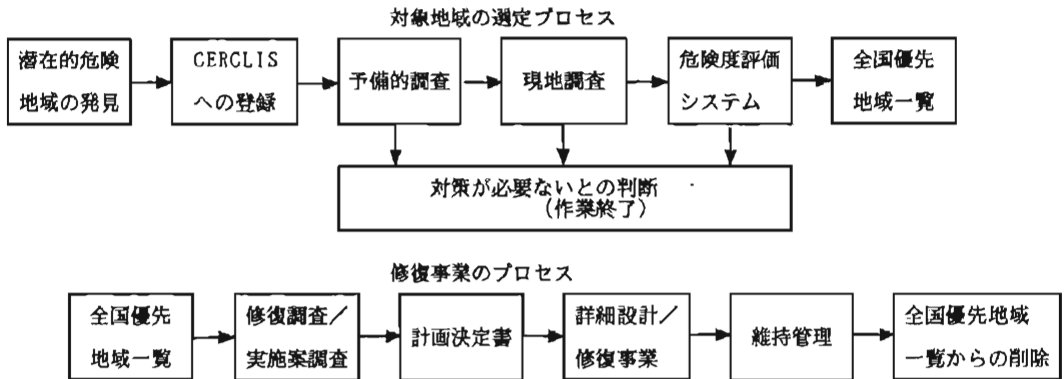 対象地域の選定プロセス
潜在的危険
地域の発見
CERCLIS
への登録
予備的調査
現地調査
危険度評価
システム
全国優先
地域一覧
対策が必要ないとの判断
(作業終了)
修復事業のプロセス
全国優先
地域一覧
修復調査/
実施案調査
計画決定書
詳細設計/
修復事業
維持管理
全国優先地域
一覧からの削除